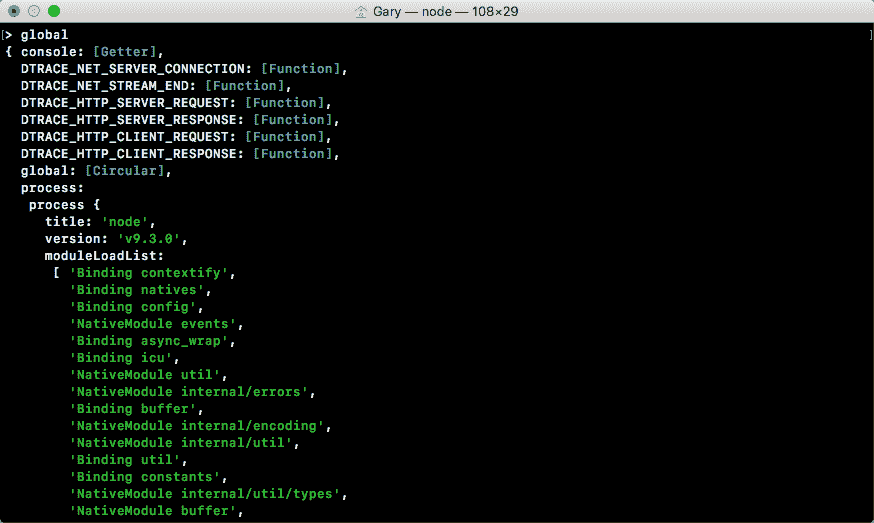 Gary — node — 108×29
[> global ]
{ console: [Getter],
DTRACE_NET_SERVER_CONNECTION: [Function],
DTRACE_NET_STREAM_END: [Function],
DTRACE_HTTP_SERVER_REQUEST: [Function],
DTRACE_HTTP_SERVER_RESPONSE: [Function],
DTRACE_HTTP_CLIENT_REQUEST: [Function],
DTRACE_HTTP_CLIENT_RESPONSE: [Function],
global: [Circular],
process:
process {
title: 'node',
version: 'v9.3.0',
moduleLoadList:
[ 'Binding contextify',
'Binding natives',
'Binding config',
'NativeModule events',
'Binding async_wrap',
'Binding icu',
'NativeModule util',
'NativeModule internal/errors',
'Binding buffer',
'NativeModule internal/encoding',
'NativeModule internal/util',
'Binding util',
'Binding constants',
'NativeModule internal/util/types',
'NativeModule buffer',